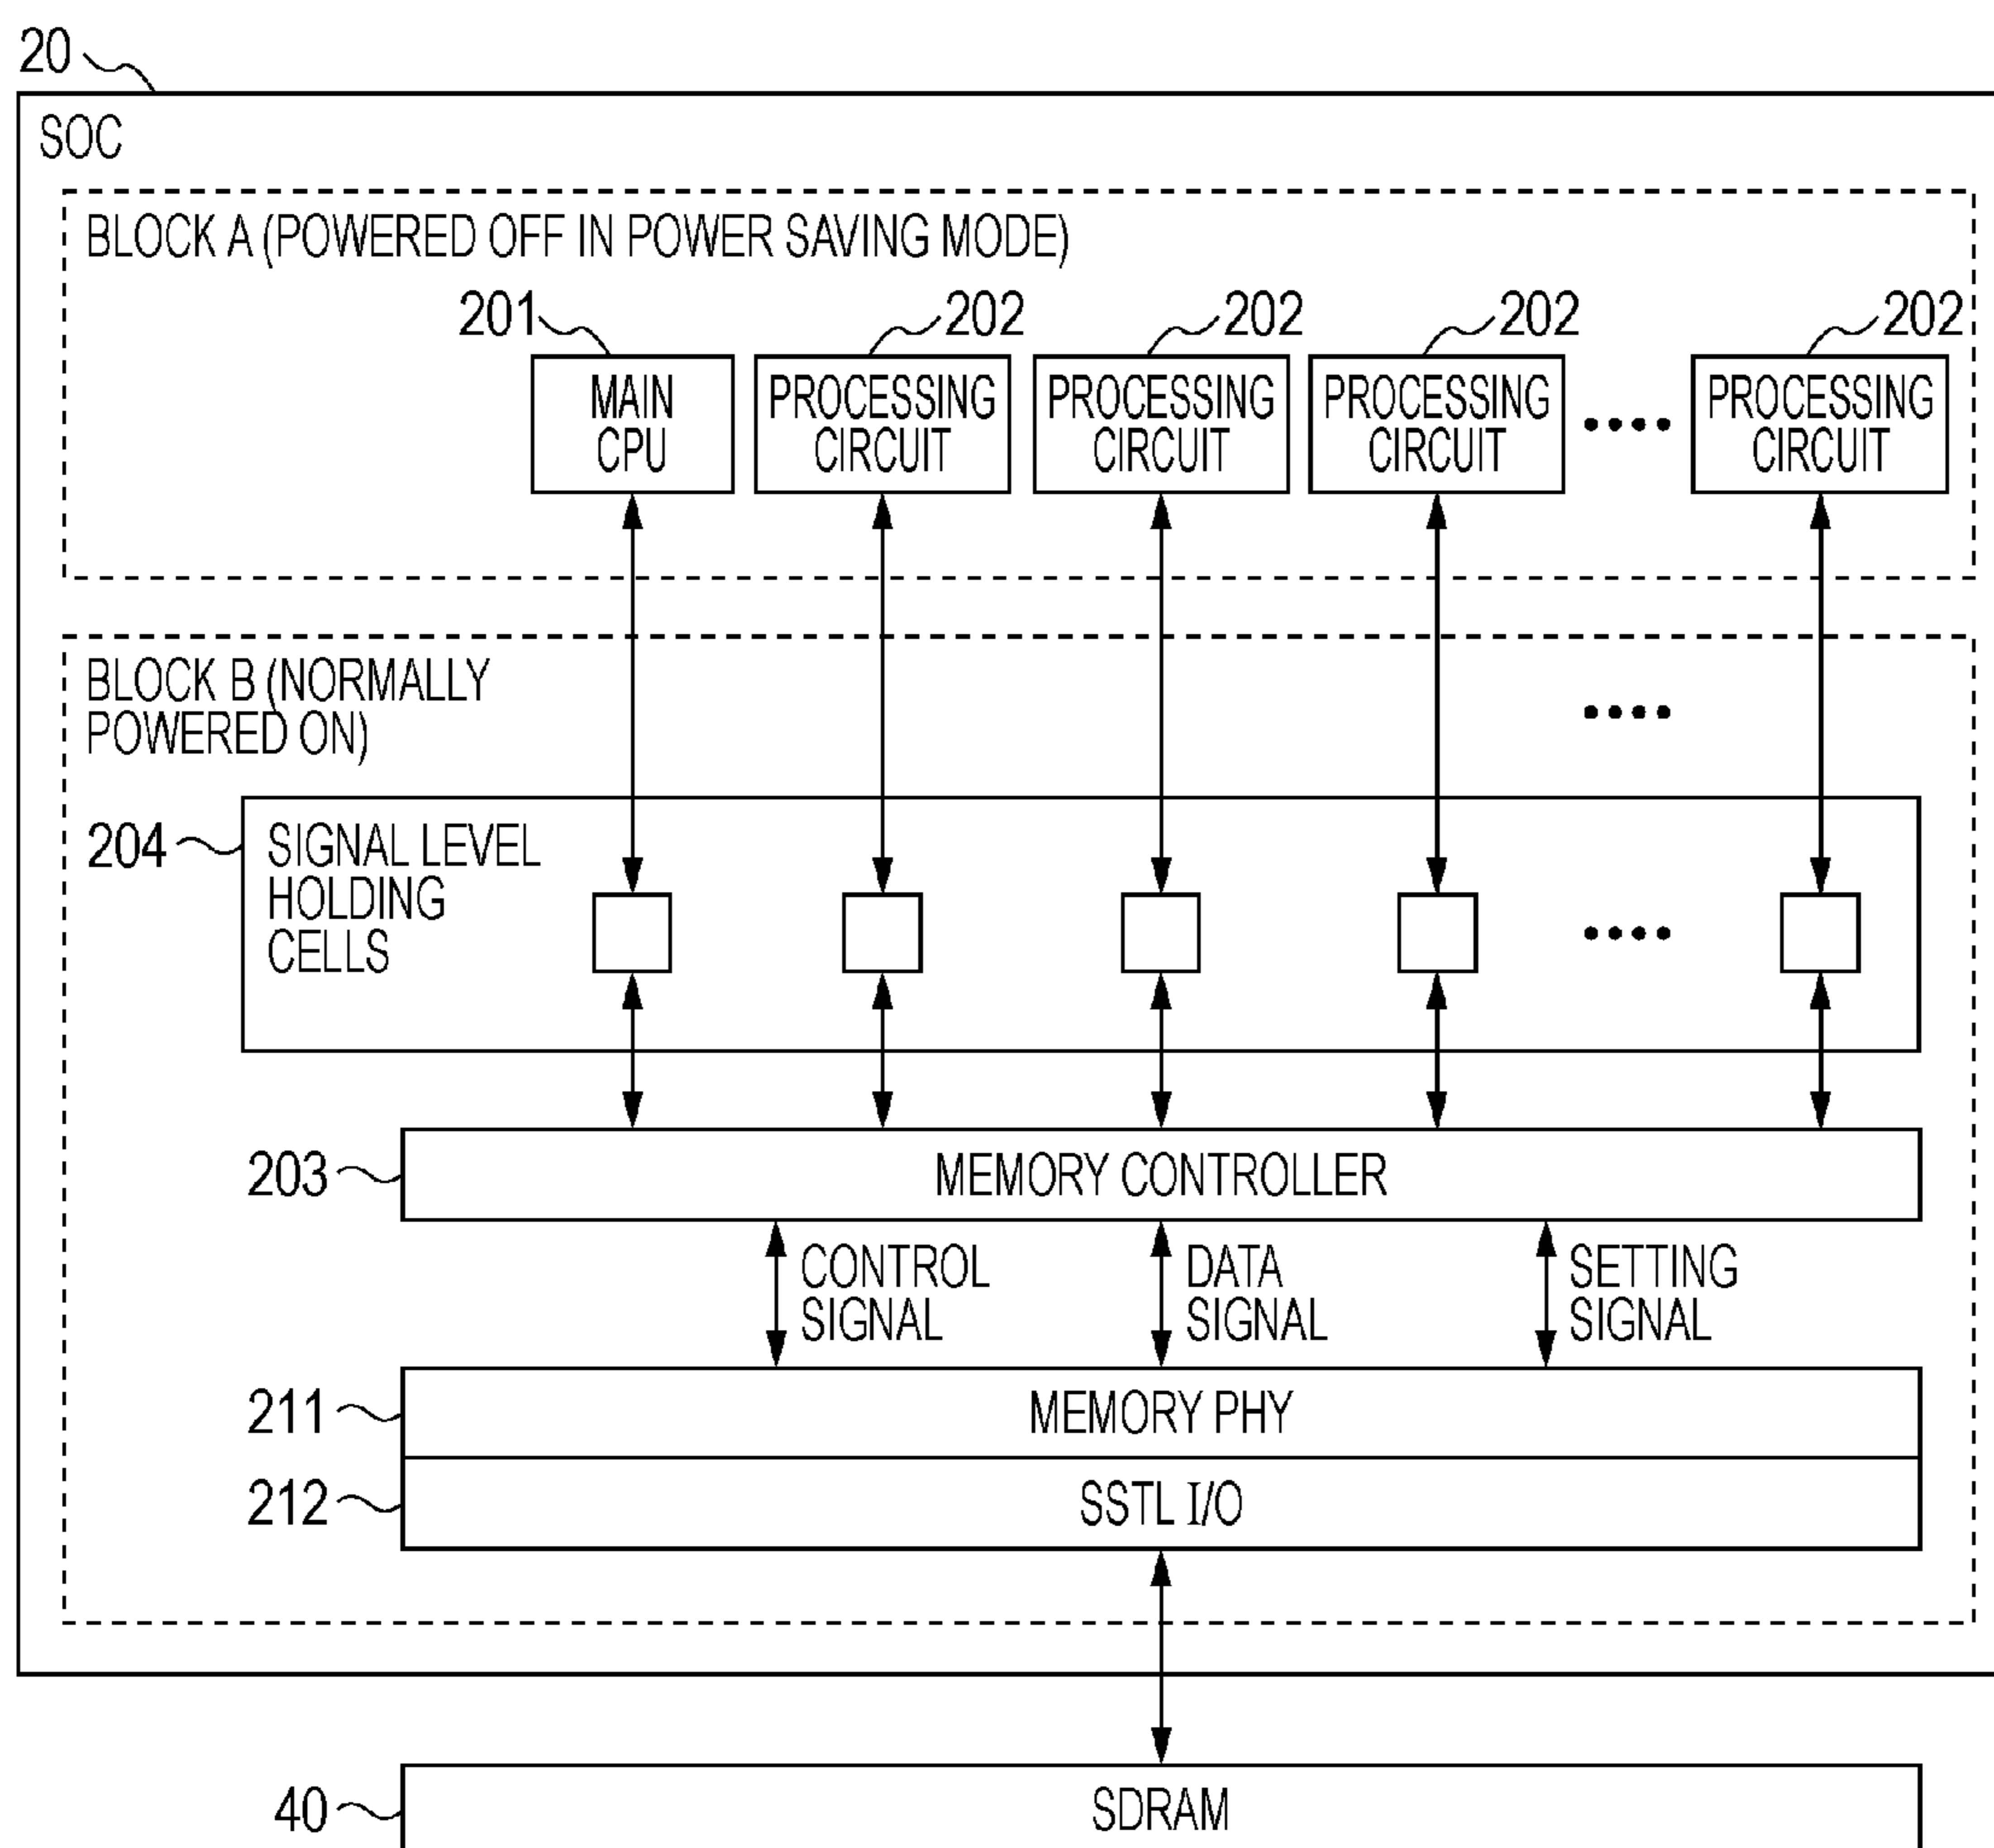 20
SOC
BLOCK A (POWERED OFF IN POWER SAVING MODE)
201
202
202
202
202
MAIN
CPU
PROCESSING
CIRCUIT
PROCESSING
CIRCUIT
PROCESSING
CIRCUIT
PROCESSING
CIRCUIT
BLOCK B (NORMALLY
POWERED ON)
204
SIGNAL LEVEL
HOLDING
CELLS
203
MEMORY CONTROLLER
CONTROL
SIGNAL
DATA
SIGNAL
SETTING
SIGNAL
211
MEMORY PHY
212
SSTL I/O
40
SDRAM